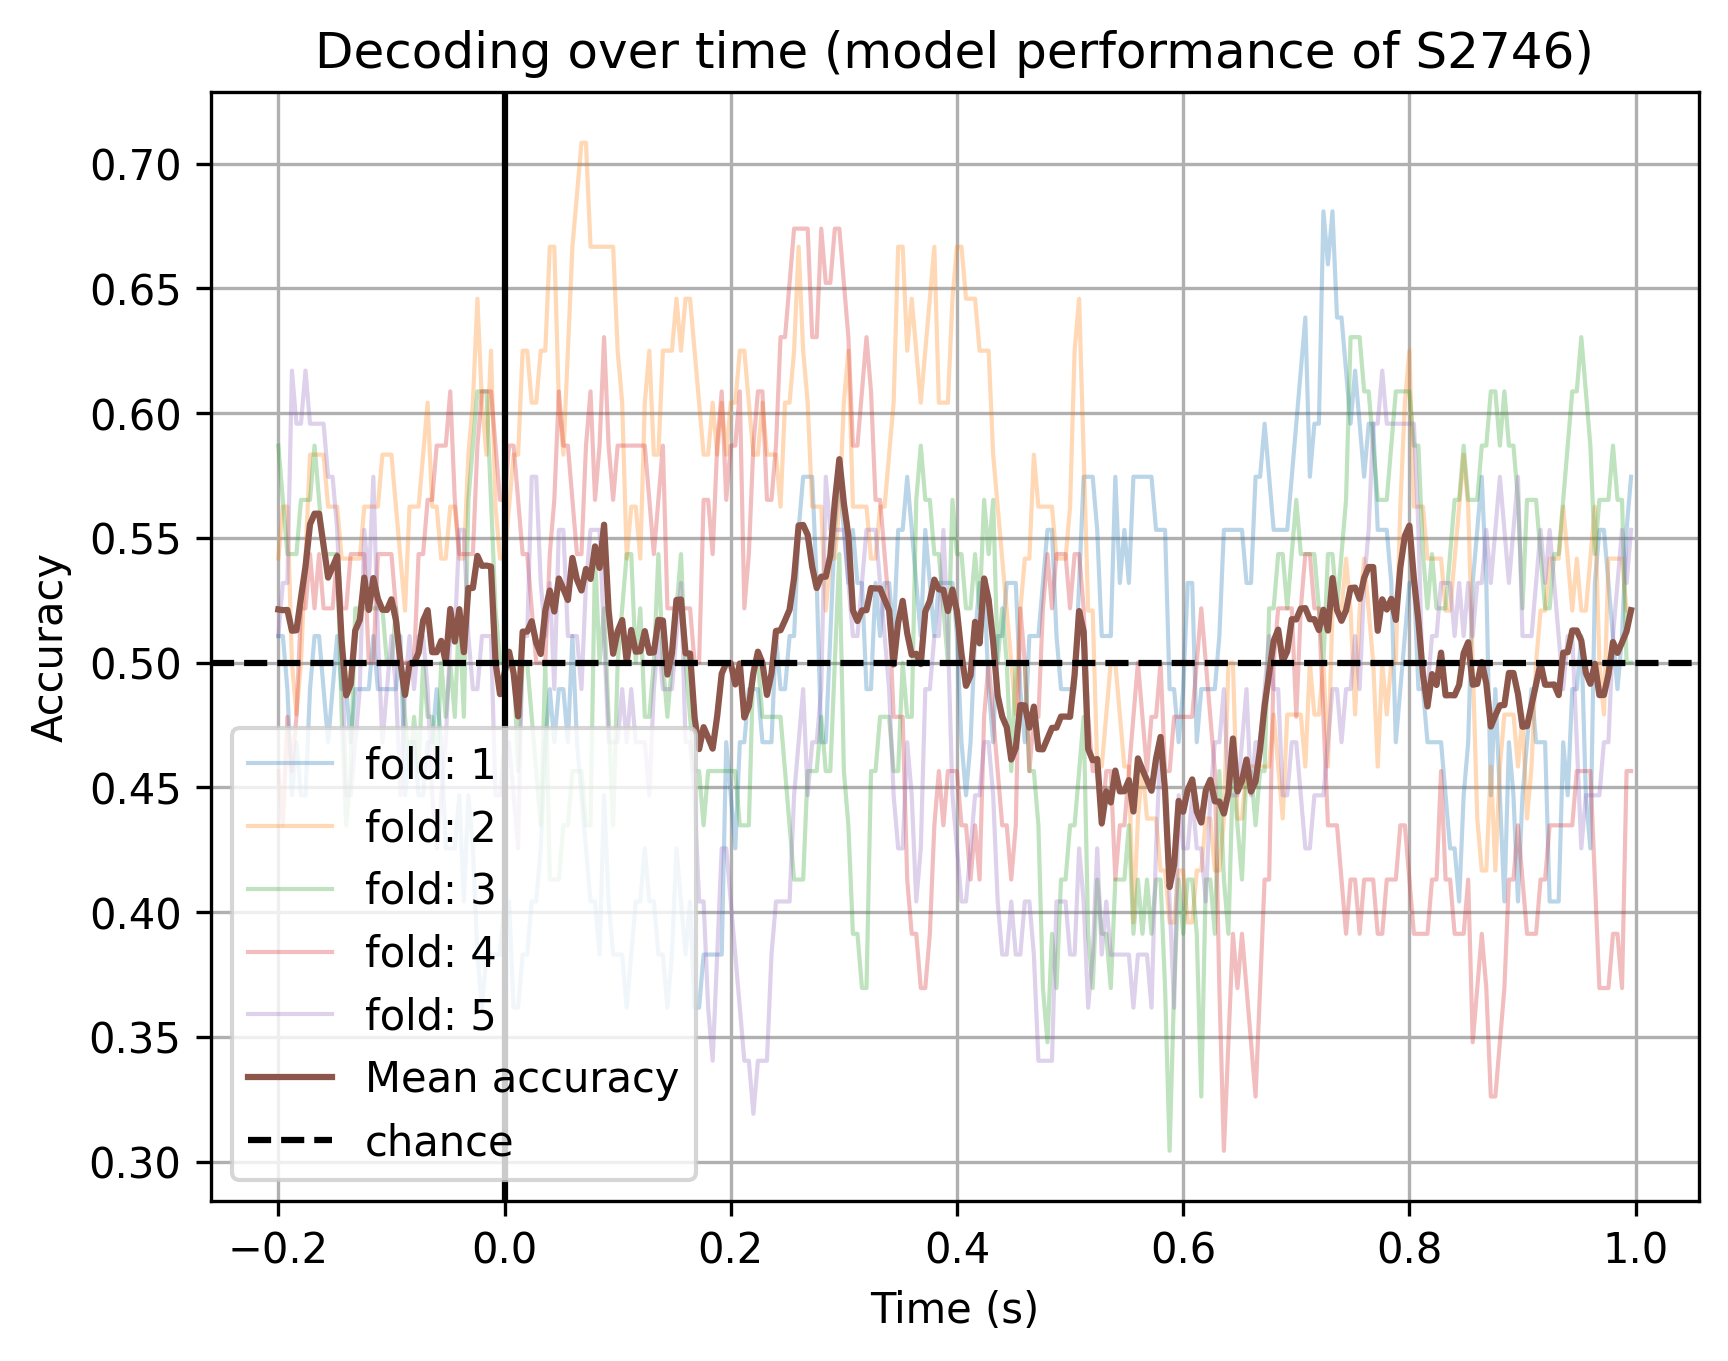 Decoding over time (model performance of S2746)
Accuracy
0.70
0.65
0.60
0.55
0.50
0.45
0.40
0.35
0.30
fold: 1
fold: 2
fold: 3
fold: 4
fold: 5
Mean accuracy
chance
−0.2 0.0 0.2 0.4 0.6 0.8 1.0
Time (s)